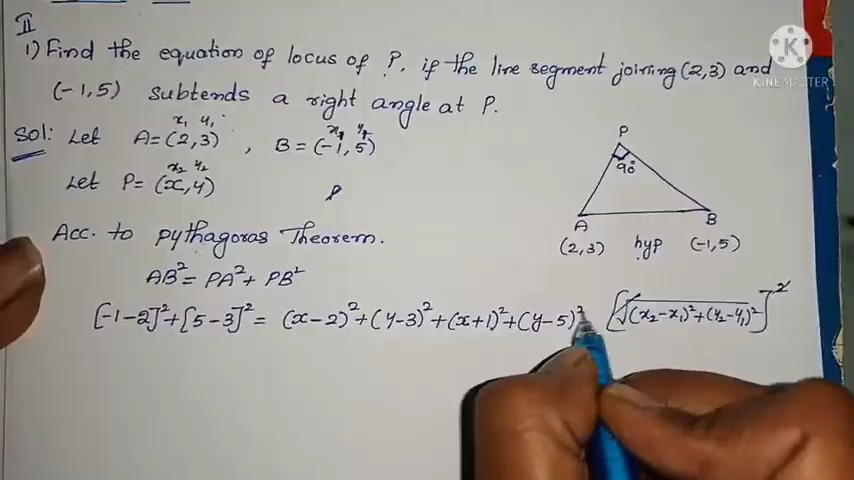 II
1) Find the equation of locus of P, if the line segment joining (2,3) and
(-1,5) subtends a right angle at P.
Sol: Let A = (2,3), B = (-1,5)
x₁ y₁
x₂ y₂
Let P = (x,y)
P
Acc. to pythagoras Theorem.
AB² = PA² + PB²
[-1-2]² + [5-3]² = (x-2)² + (y-3)² + (x+1)² + (y-5)²
[√(x₂-x₁)²+(y₂-y₁)²]²
P
90°
A
B
(2,3) hyp (-1,5)
K
KINEMASTER